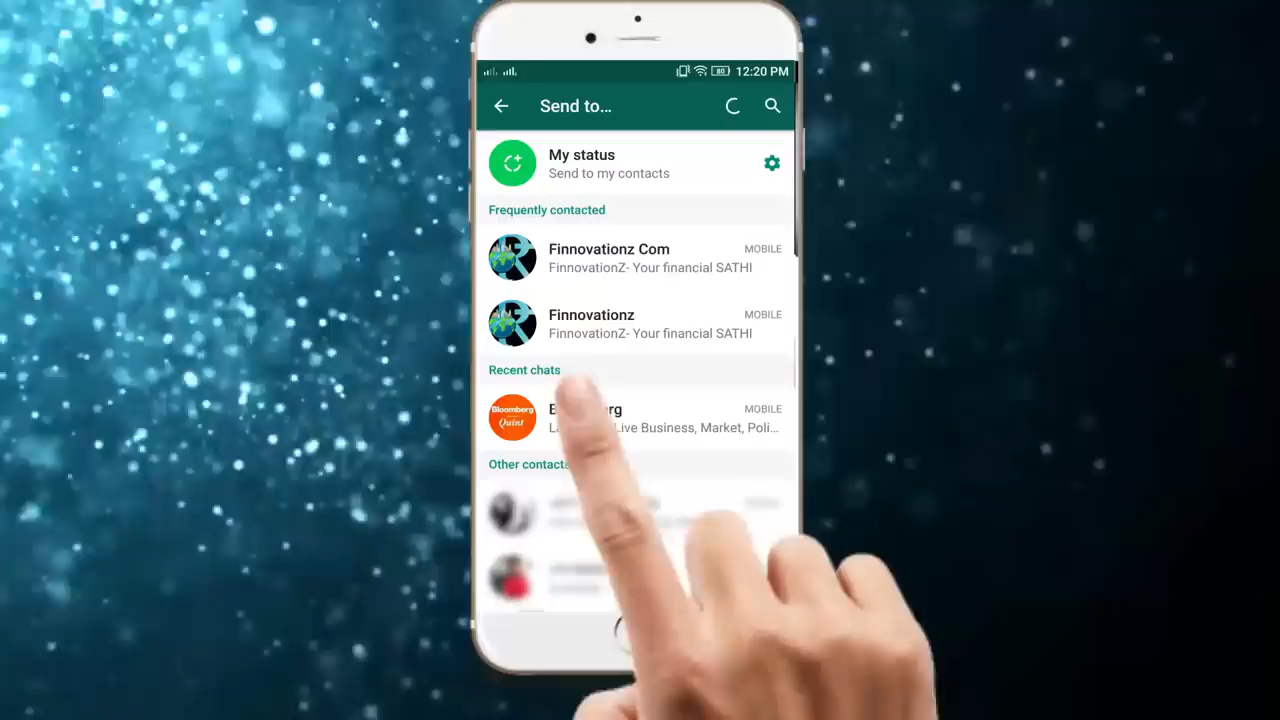 12:20 PM
Send to...
My status
Send to my contacts
Frequently contacted
Finnovationz Com MOBILE
FinnovationZ- Your financial SATHI
Finnovationz MOBILE
FinnovationZ- Your financial SATHI
Recent chats
Bloomberg Quint
MOBILE
Live Business, Market, Poli...
Other contacts